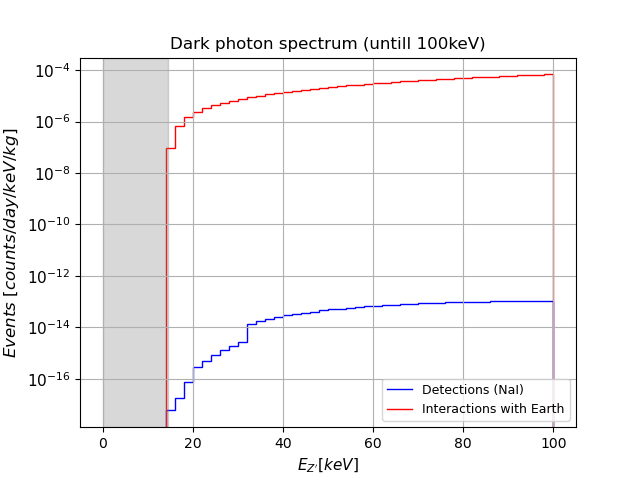 Dark photon spectrum (untill 100keV)
Events [counts/day/keV/kg]
10⁻⁴
10⁻⁶
10⁻⁸
10⁻¹⁰
10⁻¹²
10⁻¹⁴
10⁻¹⁶
Detections (NaI)
Interactions with Earth
0 20 40 60 80 100
E_Z' [keV]